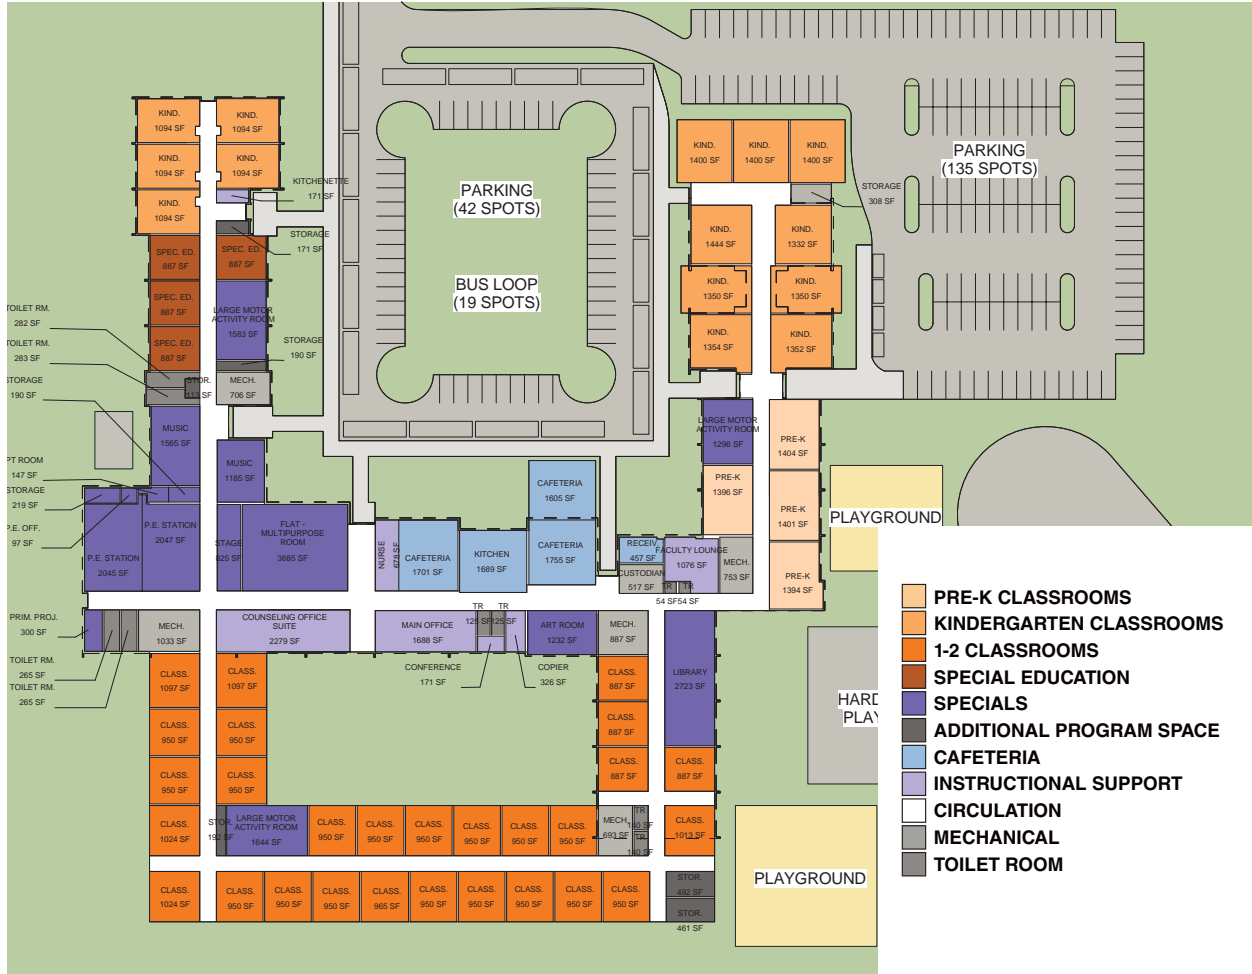 KIND.
1094 SF
KIND.
1094 SF
KIND.
1094 SF
KIND.
1094 SF
KIND.
1094 SF
KITCHENETTE
171 SF
STORAGE
171 SF
SPEC. ED.
887 SF
SPEC. ED.
887 SF
SPEC. ED.
887 SF
SPEC. ED.
887 SF
LARGE MOTOR
ACTIVITY ROOM
1583 SF
STORAGE
190 SF
TOILET RM.
282 SF
TOILET RM.
283 SF
STORAGE
190 SF
STOR.
113 SF
MECH.
706 SF
MUSIC
1565 SF
MUSIC
1185 SF
PT ROOM
147 SF
STORAGE
219 SF
P.E. OFF.
97 SF
P.E. STATION
2047 SF
P.E. STATION
2045 SF
STAGE
825 SF
FLAT -
MULTIPURPOSE
ROOM
3685 SF
NURSE
678 SF
CAFETERIA
1701 SF
KITCHEN
1689 SF
CAFETERIA
1605 SF
CAFETERIA
1755 SF
PARKING
(42 SPOTS)
BUS LOOP
(19 SPOTS)
KIND.
1400 SF
KIND.
1400 SF
KIND.
1400 SF
STORAGE
308 SF
KIND.
1444 SF
KIND.
1332 SF
KIND.
1350 SF
KIND.
1350 SF
KIND.
1354 SF
KIND.
1352 SF
PARKING
(135 SPOTS)
LARGE MOTOR
ACTIVITY ROOM
1296 SF
PRE-K
1404 SF
PRE-K
1396 SF
PRE-K
1401 SF
PRE-K
1394 SF
RECEIV.
457 SF
CUSTODIAN
517 SF
FACULTY LOUNGE
1076 SF
MECH.
753 SF
TR
54 SF
TR
54 SF
PLAYGROUND
PRIM. PROJ.
300 SF
TOILET RM.
265 SF
TOILET RM.
265 SF
MECH.
1033 SF
COUNSELING OFFICE
SUITE
2279 SF
MAIN OFFICE
1688 SF
TR
125 SF
TR
125 SF
CONFERENCE
171 SF
COPIER
326 SF
ART ROOM
1232 SF
MECH.
887 SF
LIBRARY
2723 SF
CLASS.
1097 SF
CLASS.
1097 SF
CLASS.
950 SF
CLASS.
950 SF
CLASS.
950 SF
CLASS.
950 SF
CLASS.
887 SF
CLASS.
887 SF
CLASS.
887 SF
CLASS.
887 SF
CLASS.
1024 SF
STOR.
192 SF
LARGE MOTOR
ACTIVITY ROOM
1644 SF
CLASS.
950 SF
CLASS.
950 SF
CLASS.
950 SF
CLASS.
950 SF
CLASS.
950 SF
CLASS.
950 SF
MECH.
693 SF
TR
140 SF
TR
140 SF
CLASS.
1013 SF
CLASS.
1024 SF
CLASS.
950 SF
CLASS.
950 SF
CLASS.
950 SF
CLASS.
965 SF
CLASS.
950 SF
CLASS.
950 SF
CLASS.
950 SF
CLASS.
950 SF
CLASS.
950 SF
STOR.
492 SF
STOR.
461 SF
HARD
PLAY
PLAYGROUND
PRE-K CLASSROOMS
KINDERGARTEN CLASSROOMS
1-2 CLASSROOMS
SPECIAL EDUCATION
SPECIALS
ADDITIONAL PROGRAM SPACE
CAFETERIA
INSTRUCTIONAL SUPPORT
CIRCULATION
MECHANICAL
TOILET ROOM